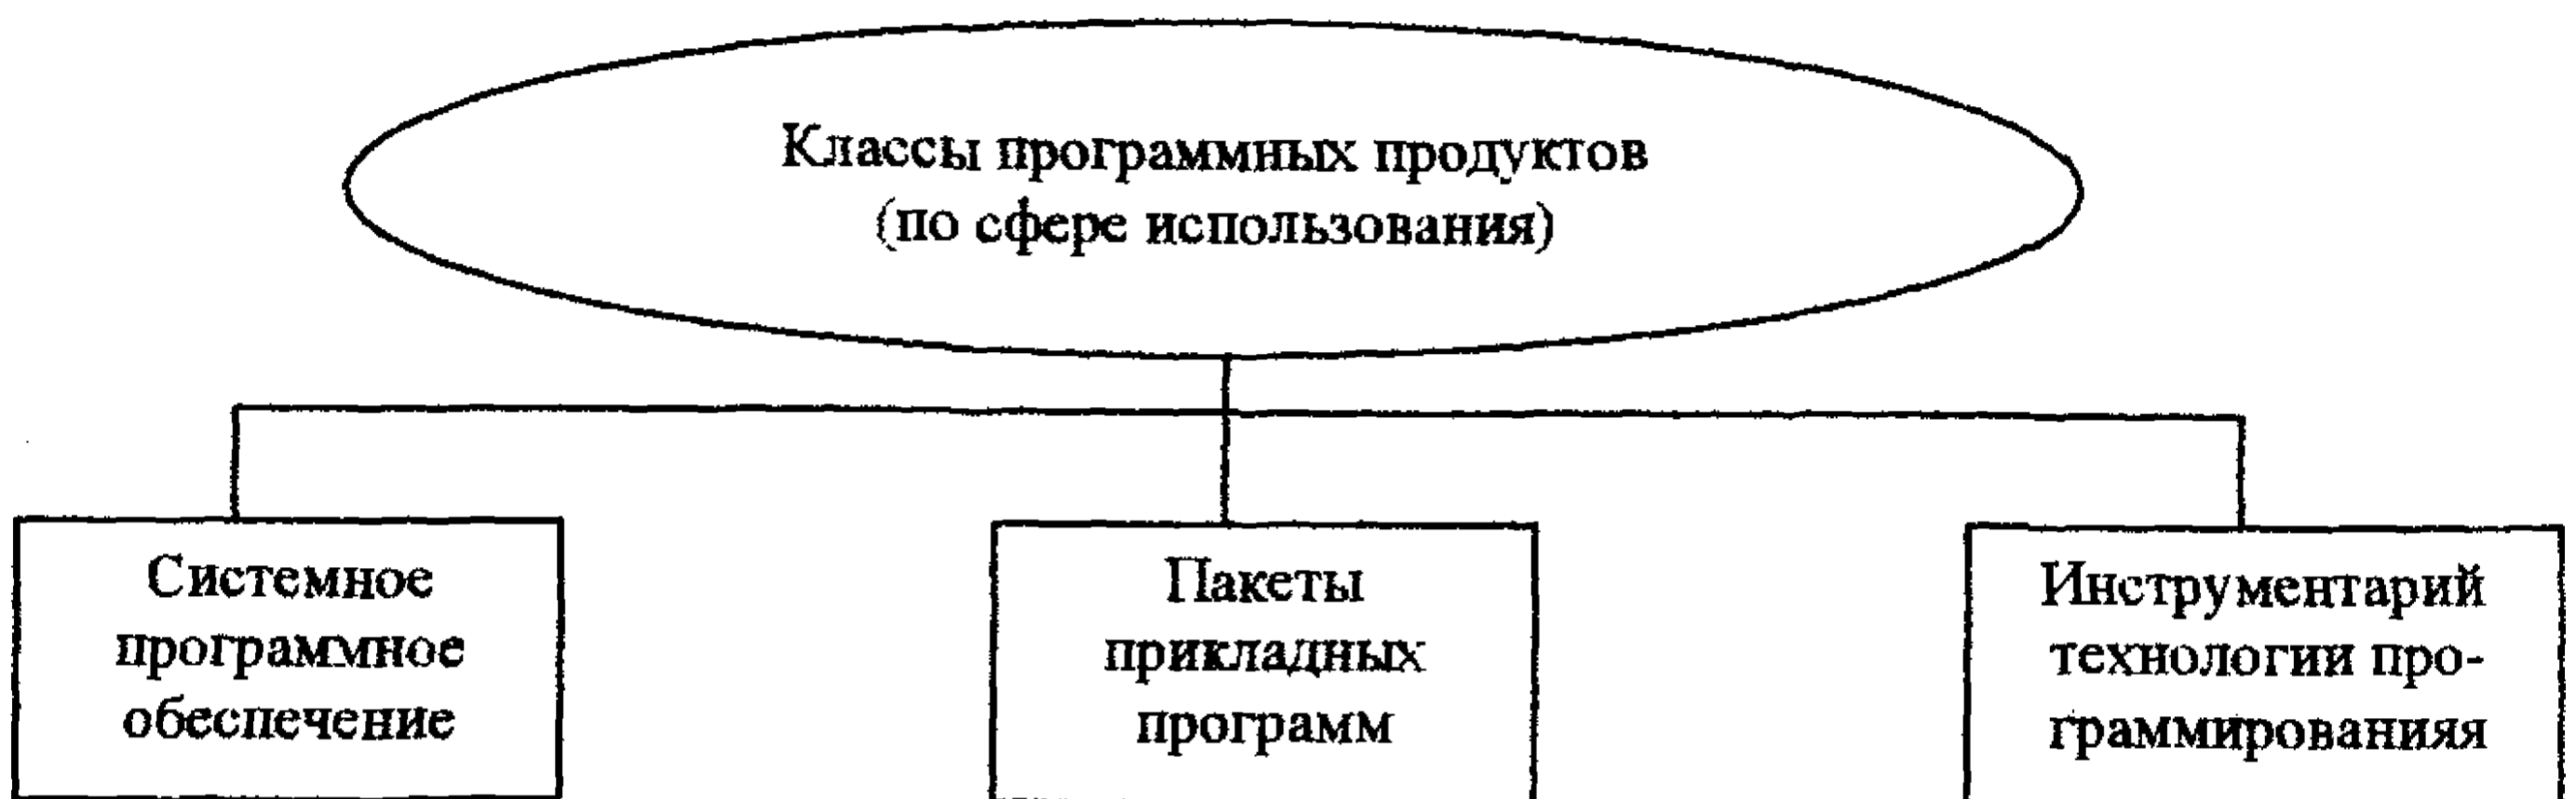 Классы программных продуктов
(по сфере использования)
Системное
программное
обеспечение
Пакеты
прикладных
программ
Инструментарий
технологии про-
граммированияя